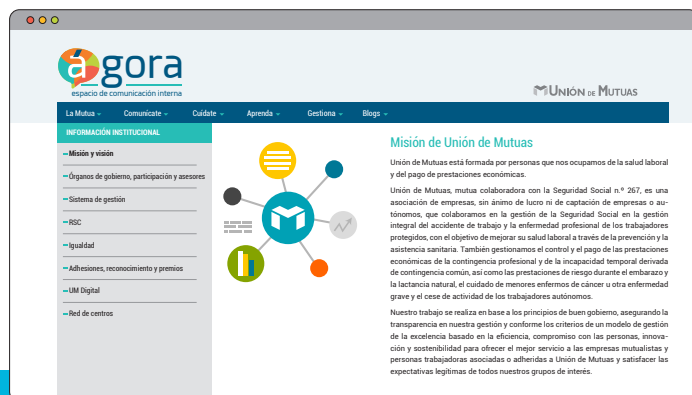 ágora
espacio de comunicación interna
UNIÓN DE MUTUAS
La Mutua
Comunicate
Cuidate
Aprenda
Gestiona
Blogs
INFORMACIÓN INSTITUCIONAL
Misión y visión
Órganos de gobierno, participación y asesores
Sistema de gestión
RSC
Igualdad
Adhesiones, reconocimiento y premios
UM Digital
Red de centros
Misión de Unión de Mutuas
Unión de Mutuas está formada por personas que nos ocupamos de la salud laboral
y del pago de prestaciones económicas.
Unión de Mutuas, mutua colaboradora con la Seguridad Social n.º 267, es una
asociación de empresas, sin ánimo de lucro ni de captación de empresas o au-
tónomos, que colaboramos en la gestión de la Seguridad Social en la gestión
integral del accidente de trabajo y la enfermedad profesional de los trabajadores
protegidos, con el objetivo de mejorar su salud laboral a través de la prevención y la
asistencia sanitaria. También gestionamos el control y el pago de las prestaciones
económicas de la contingencia profesional y de la incapacidad temporal derivada
de contingencia común, así como las prestaciones de riesgo durante el embarazo y
la lactancia natural, el cuidado de menores enfermos de cáncer u otra enfermedad
grave y el cese de actividad de los trabajadores autónomos.
Nuestro trabajo se realiza en base a los principios de buen gobierno, asegurando la
transparencia en nuestra gestión y conforme los criterios de un modelo de gestión
de la excelencia basado en la eficiencia, compromiso con las personas, innova-
ción y sostenibilidad para ofrecer el mejor servicio a las empresas mutualistas y
personas trabajadoras asociadas o adheridas a Unión de Mutuas y satisfacer las
expectativas legítimas de todos nuestros grupos de interés.